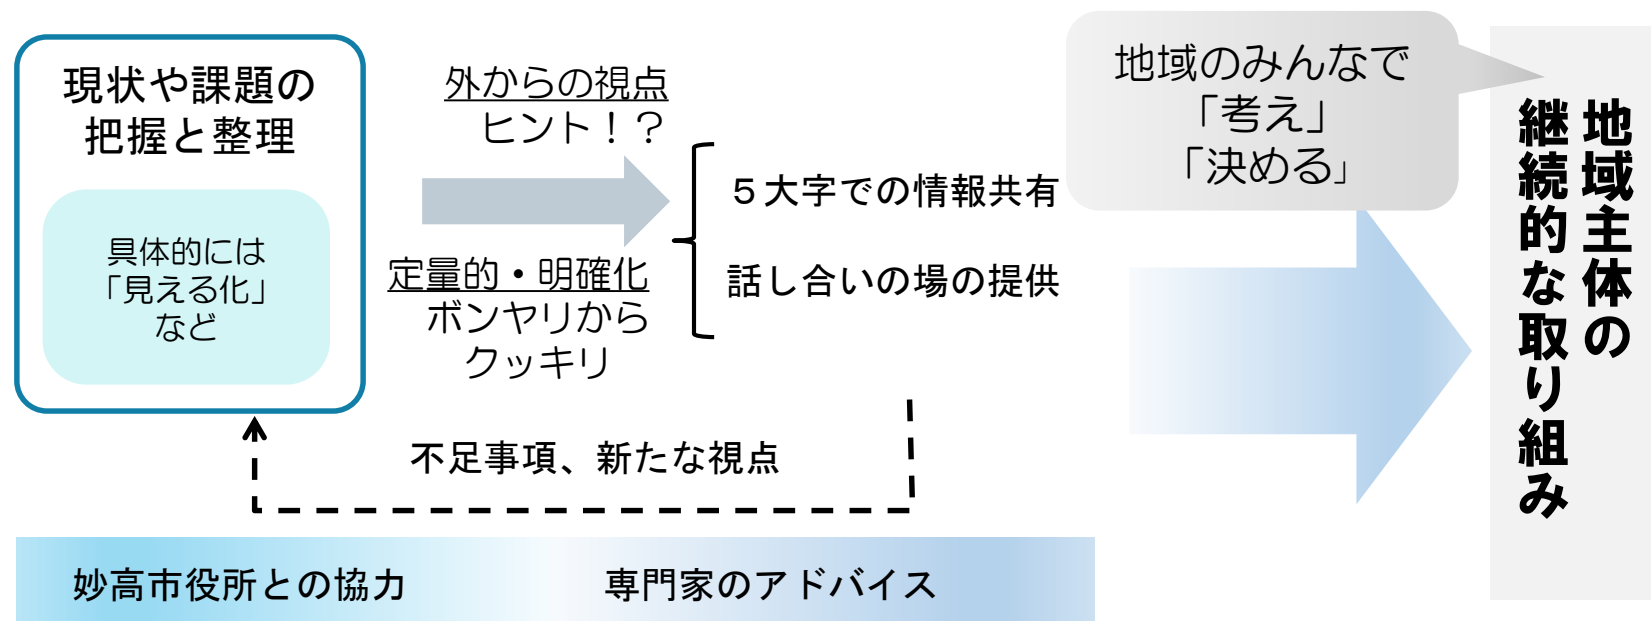 現状や課題の
把握と整理
具体的には
「見える化」
など
外からの視点
ヒント！？
定量的・明確化
ボンヤリから
クッキリ
５大字での情報共有
話し合いの場の提供
地域のみんなで
「考え」
「決める」
地域主体の
継続的な取り組み
不足事項、新たな視点
妙高市役所との協力
専門家のアドバイス